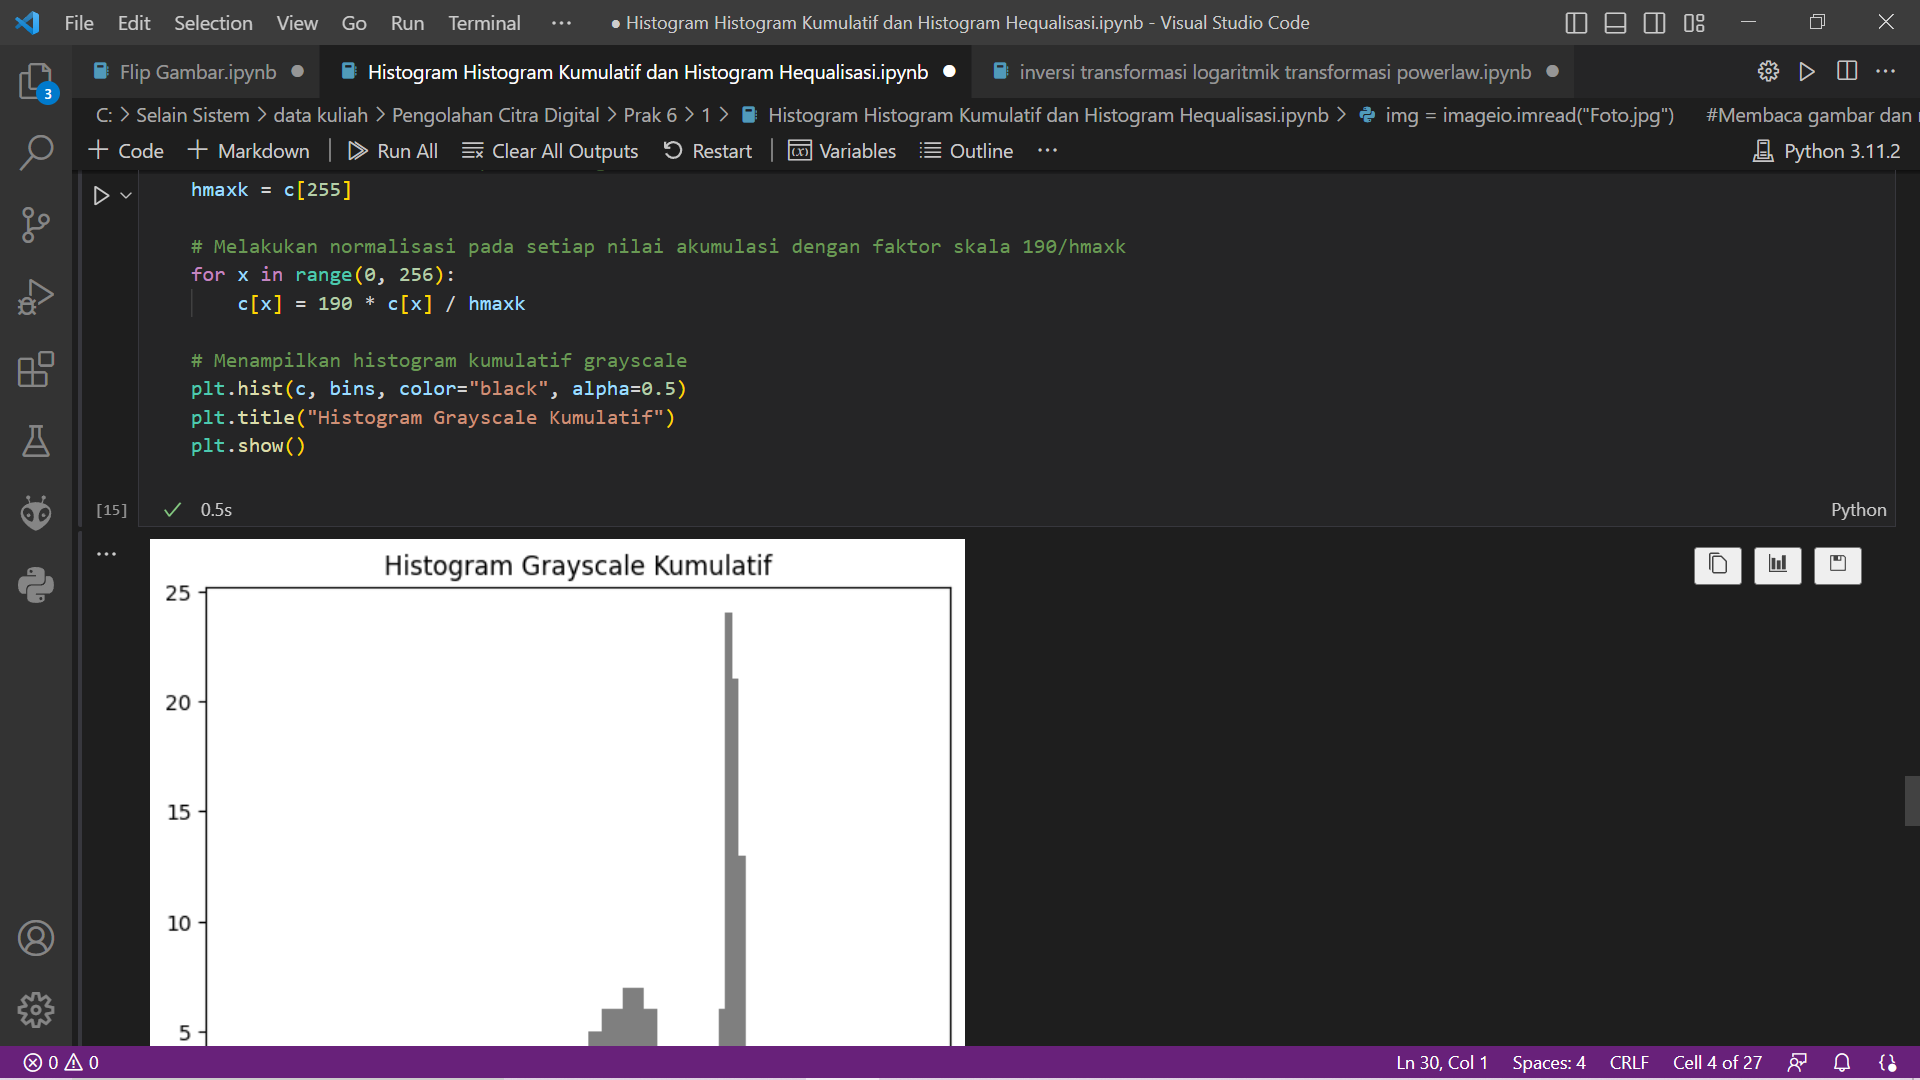 File Edit Selection View Go Run Terminal ··· ● Histogram Histogram Kumulatif dan Histogram Hequalisasi.ipynb - Visual Studio Code
Flip Gambar.ipynb Histogram Histogram Kumulatif dan Histogram Hequalisasi.ipynb inversi transformasi logaritmik transformasi powerlaw.ipynb
C: > Selain Sistem > data kuliah > Pengolahan Citra Digital > Prak 6 > 1 > Histogram Histogram Kumulatif dan Histogram Hequalisasi.ipynb > img = imageio.imread("Foto.jpg") #Membaca gambar dan
+ Code + Markdown Run All Clear All Outputs Restart Variables Outline ··· Python 3.11.2
3
hmaxk = c[255]
# Melakukan normalisasi pada setiap nilai akumulasi dengan faktor skala 190/hmaxk
for x in range(0, 256):
    c[x] = 190 * c[x] / hmaxk
# Menampilkan histogram kumulatif grayscale
plt.hist(c, bins, color="black", alpha=0.5)
plt.title("Histogram Grayscale Kumulatif")
plt.show()
[15] 0.5s Python
Histogram Grayscale Kumulatif
25
20
15
10
5
0 0 Ln 30, Col 1 Spaces: 4 CRLF Cell 4 of 27